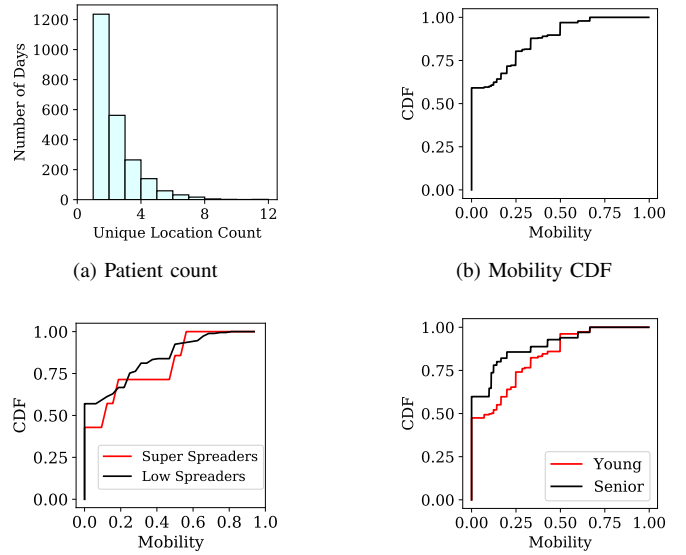 1200
1000
800
600
400
200
0
Number of Days
0 4 8 12
Unique Location Count
(a) Patient count
1.00
0.75
0.50
0.25
0.00
CDF
0.00 0.25 0.50 0.75 1.00
Mobility
(b) Mobility CDF
1.00
0.75
0.50
0.25
0.00
CDF
Super Spreaders
Low Spreaders
0.0 0.2 0.4 0.6 0.8 1.0
Mobility
1.00
0.75
0.50
0.25
0.00
CDF
Young
Senior
0.00 0.25 0.50 0.75 1.00
Mobility